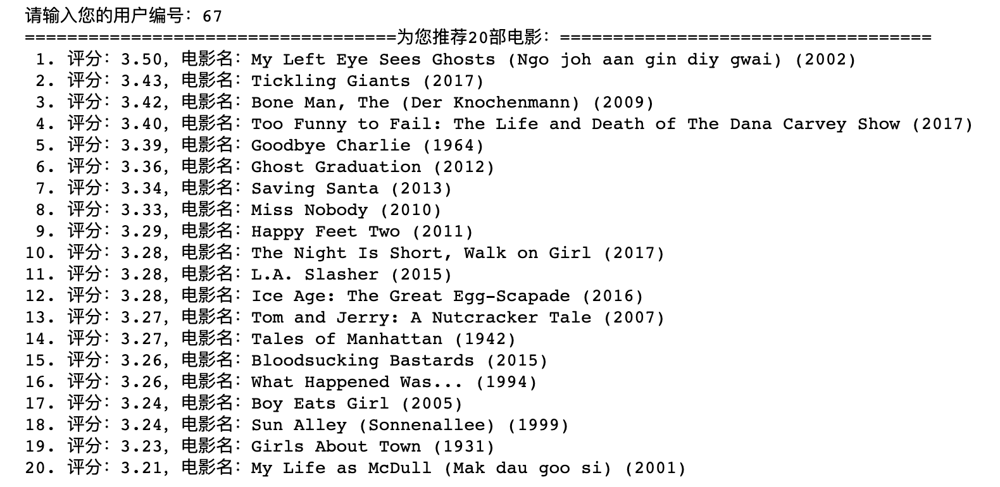 请输入您的用户编号：67
===================================为您推荐20部电影：===================================
1. 评分：3.50, 电影名：My Left Eye Sees Ghosts (Ngo joh aan gin diy gwai) (2002)
2. 评分：3.43, 电影名：Tickling Giants (2017)
3. 评分：3.42, 电影名：Bone Man, The (Der Knochenmann) (2009)
4. 评分：3.40, 电影名：Too Funny to Fail: The Life and Death of The Dana Carvey Show (2017)
5. 评分：3.39, 电影名：Goodbye Charlie (1964)
6. 评分：3.36, 电影名：Ghost Graduation (2012)
7. 评分：3.34, 电影名：Saving Santa (2013)
8. 评分：3.33, 电影名：Miss Nobody (2010)
9. 评分：3.29, 电影名：Happy Feet Two (2011)
10. 评分：3.28, 电影名：The Night Is Short, Walk on Girl (2017)
11. 评分：3.28, 电影名：L.A. Slasher (2015)
12. 评分：3.28, 电影名：Ice Age: The Great Egg-Scapade (2016)
13. 评分：3.27, 电影名：Tom and Jerry: A Nutcracker Tale (2007)
14. 评分：3.27, 电影名：Tales of Manhattan (1942)
15. 评分：3.26, 电影名：Bloodsucking Bastards (2015)
16. 评分：3.26, 电影名：What Happened Was... (1994)
17. 评分：3.24, 电影名：Boy Eats Girl (2005)
18. 评分：3.24, 电影名：Sun Alley (Sonnenallee) (1999)
19. 评分：3.23, 电影名：Girls About Town (1931)
20. 评分：3.21, 电影名：My Life as McDull (Mak dau goo si) (2001)